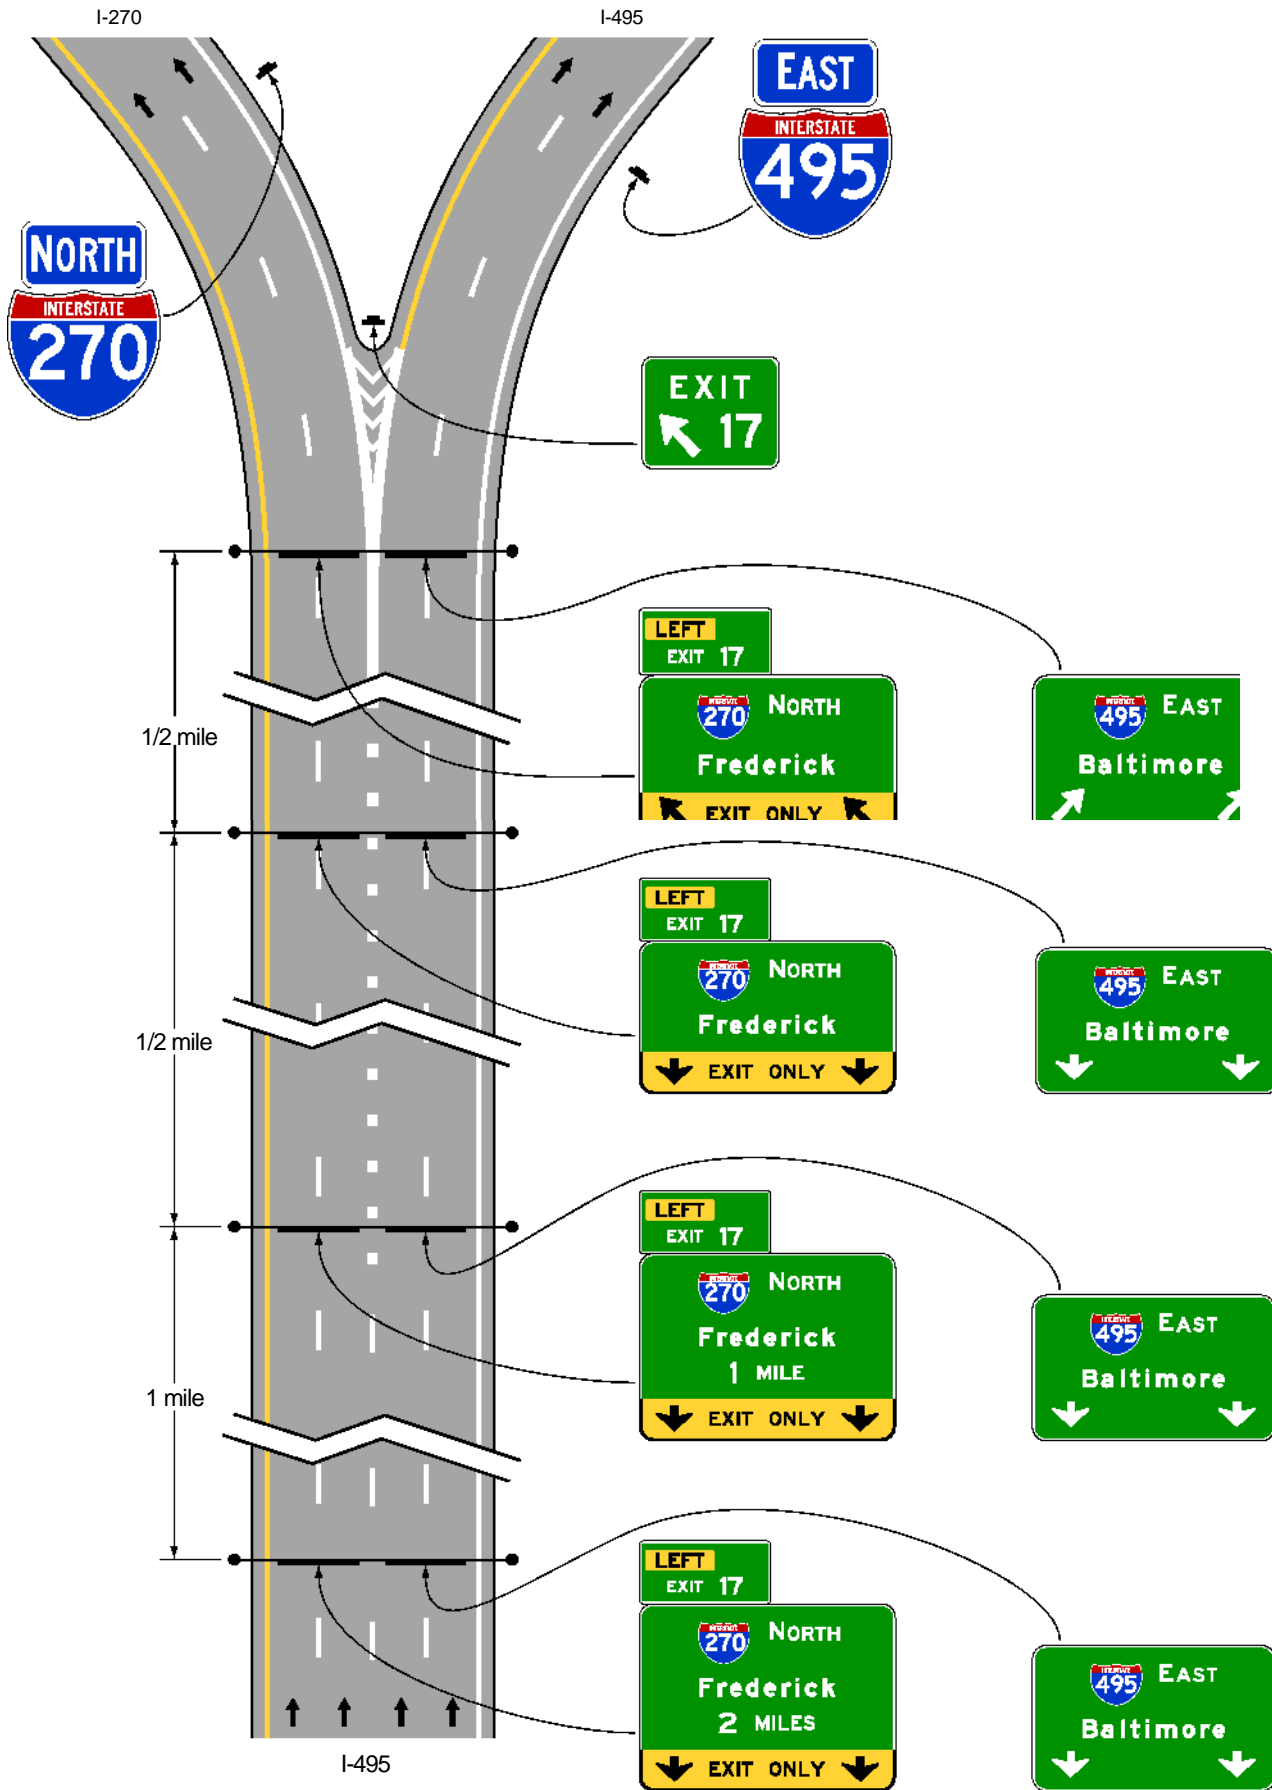 I-270
I-495
EAST
INTERSTATE
495
NORTH
INTERSTATE
270
EXIT
17
LEFT
EXIT 17
270 NORTH
Frederick
EXIT ONLY
495 EAST
Baltimore
1/2 mile
LEFT
EXIT 17
270 NORTH
Frederick
EXIT ONLY
495 EAST
Baltimore
1/2 mile
LEFT
EXIT 17
270 NORTH
Frederick
1 MILE
EXIT ONLY
INTERSTATE
495 EAST
Baltimore
1 mile
LEFT
EXIT 17
270 NORTH
Frederick
2 MILES
EXIT ONLY
INTERSTATE
495 EAST
Baltimore
I-495